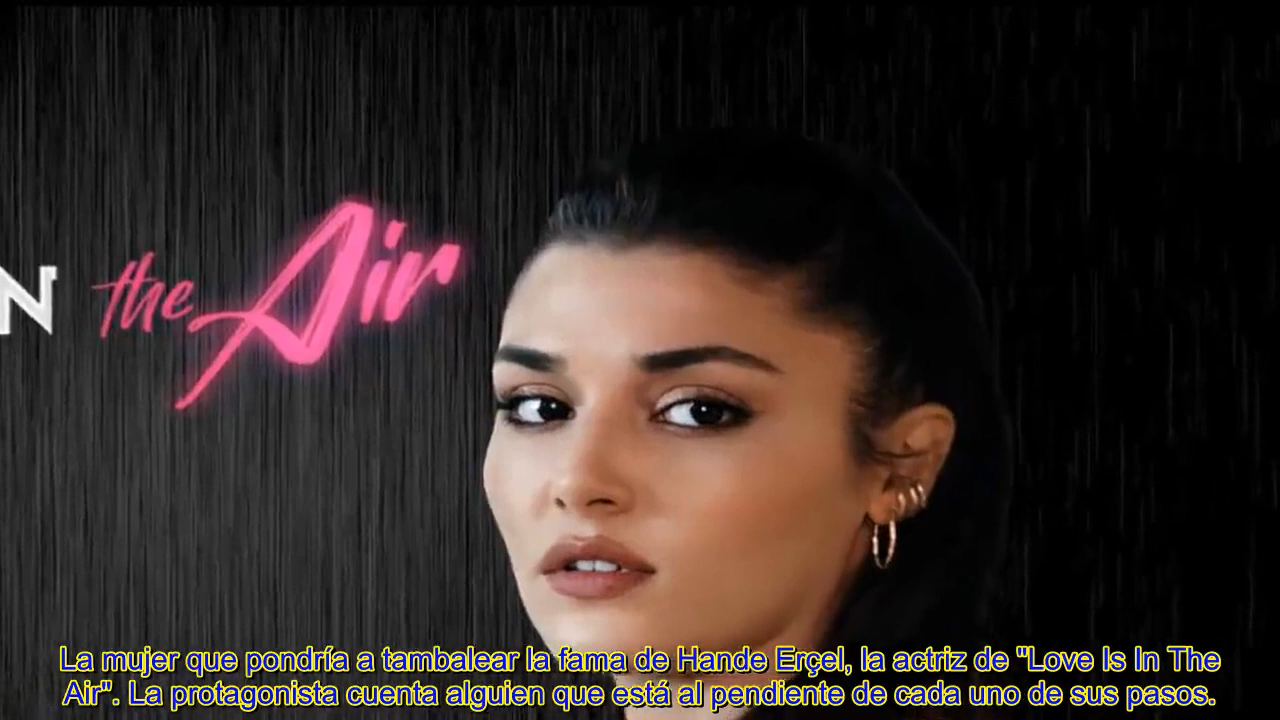 N the Air
La mujer que pondría a tambalear la fama de Hande Erçel, la actriz de "Love Is In The
Air". La protagonista cuenta alguien que está al pendiente de cada uno de sus pasos.